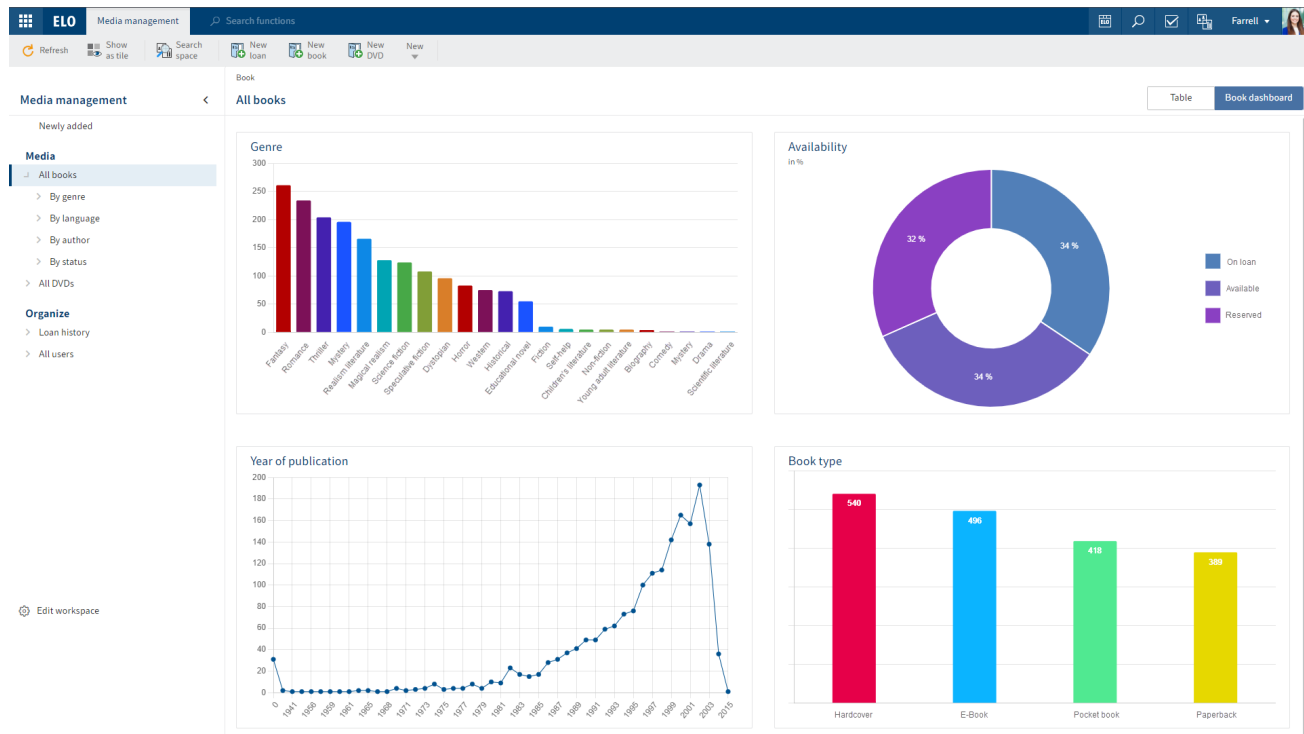 ELO
Media management
Search functions
Farrell
Refresh
Show as tile
Search space
New loan
New book
New DVD
New
Media management
Newly added
Media
All books
By genre
By language
By author
By status
All DVDs
Organize
Loan history
All users
Edit workspace
Book
All books
Table
Book dashboard
Genre
300
250
200
150
100
50
0
Fantasy
Romance
Thriller
Mystery
Realism literature
Magical realism
Science fiction
Speculative fiction
Dystopian
Horror
Western
Historical
Educational novel
Fiction
Self-help
Children's literature
Non-fiction
Young adult literature
Biography
Comedy
Mystery
Drama
Scientific literature
Availability
in %
32 %
34 %
34 %
On loan
Available
Reserved
Year of publication
200
180
160
140
120
100
80
60
40
20
0
0
1941
1956
1959
1961
1965
1968
1971
1973
1975
1977
1979
1981
1983
1985
1987
1989
1991
1993
1995
1997
1999
2001
2003
2015
Book type
540
496
418
389
Hardcover
E-Book
Pocket book
Paperback